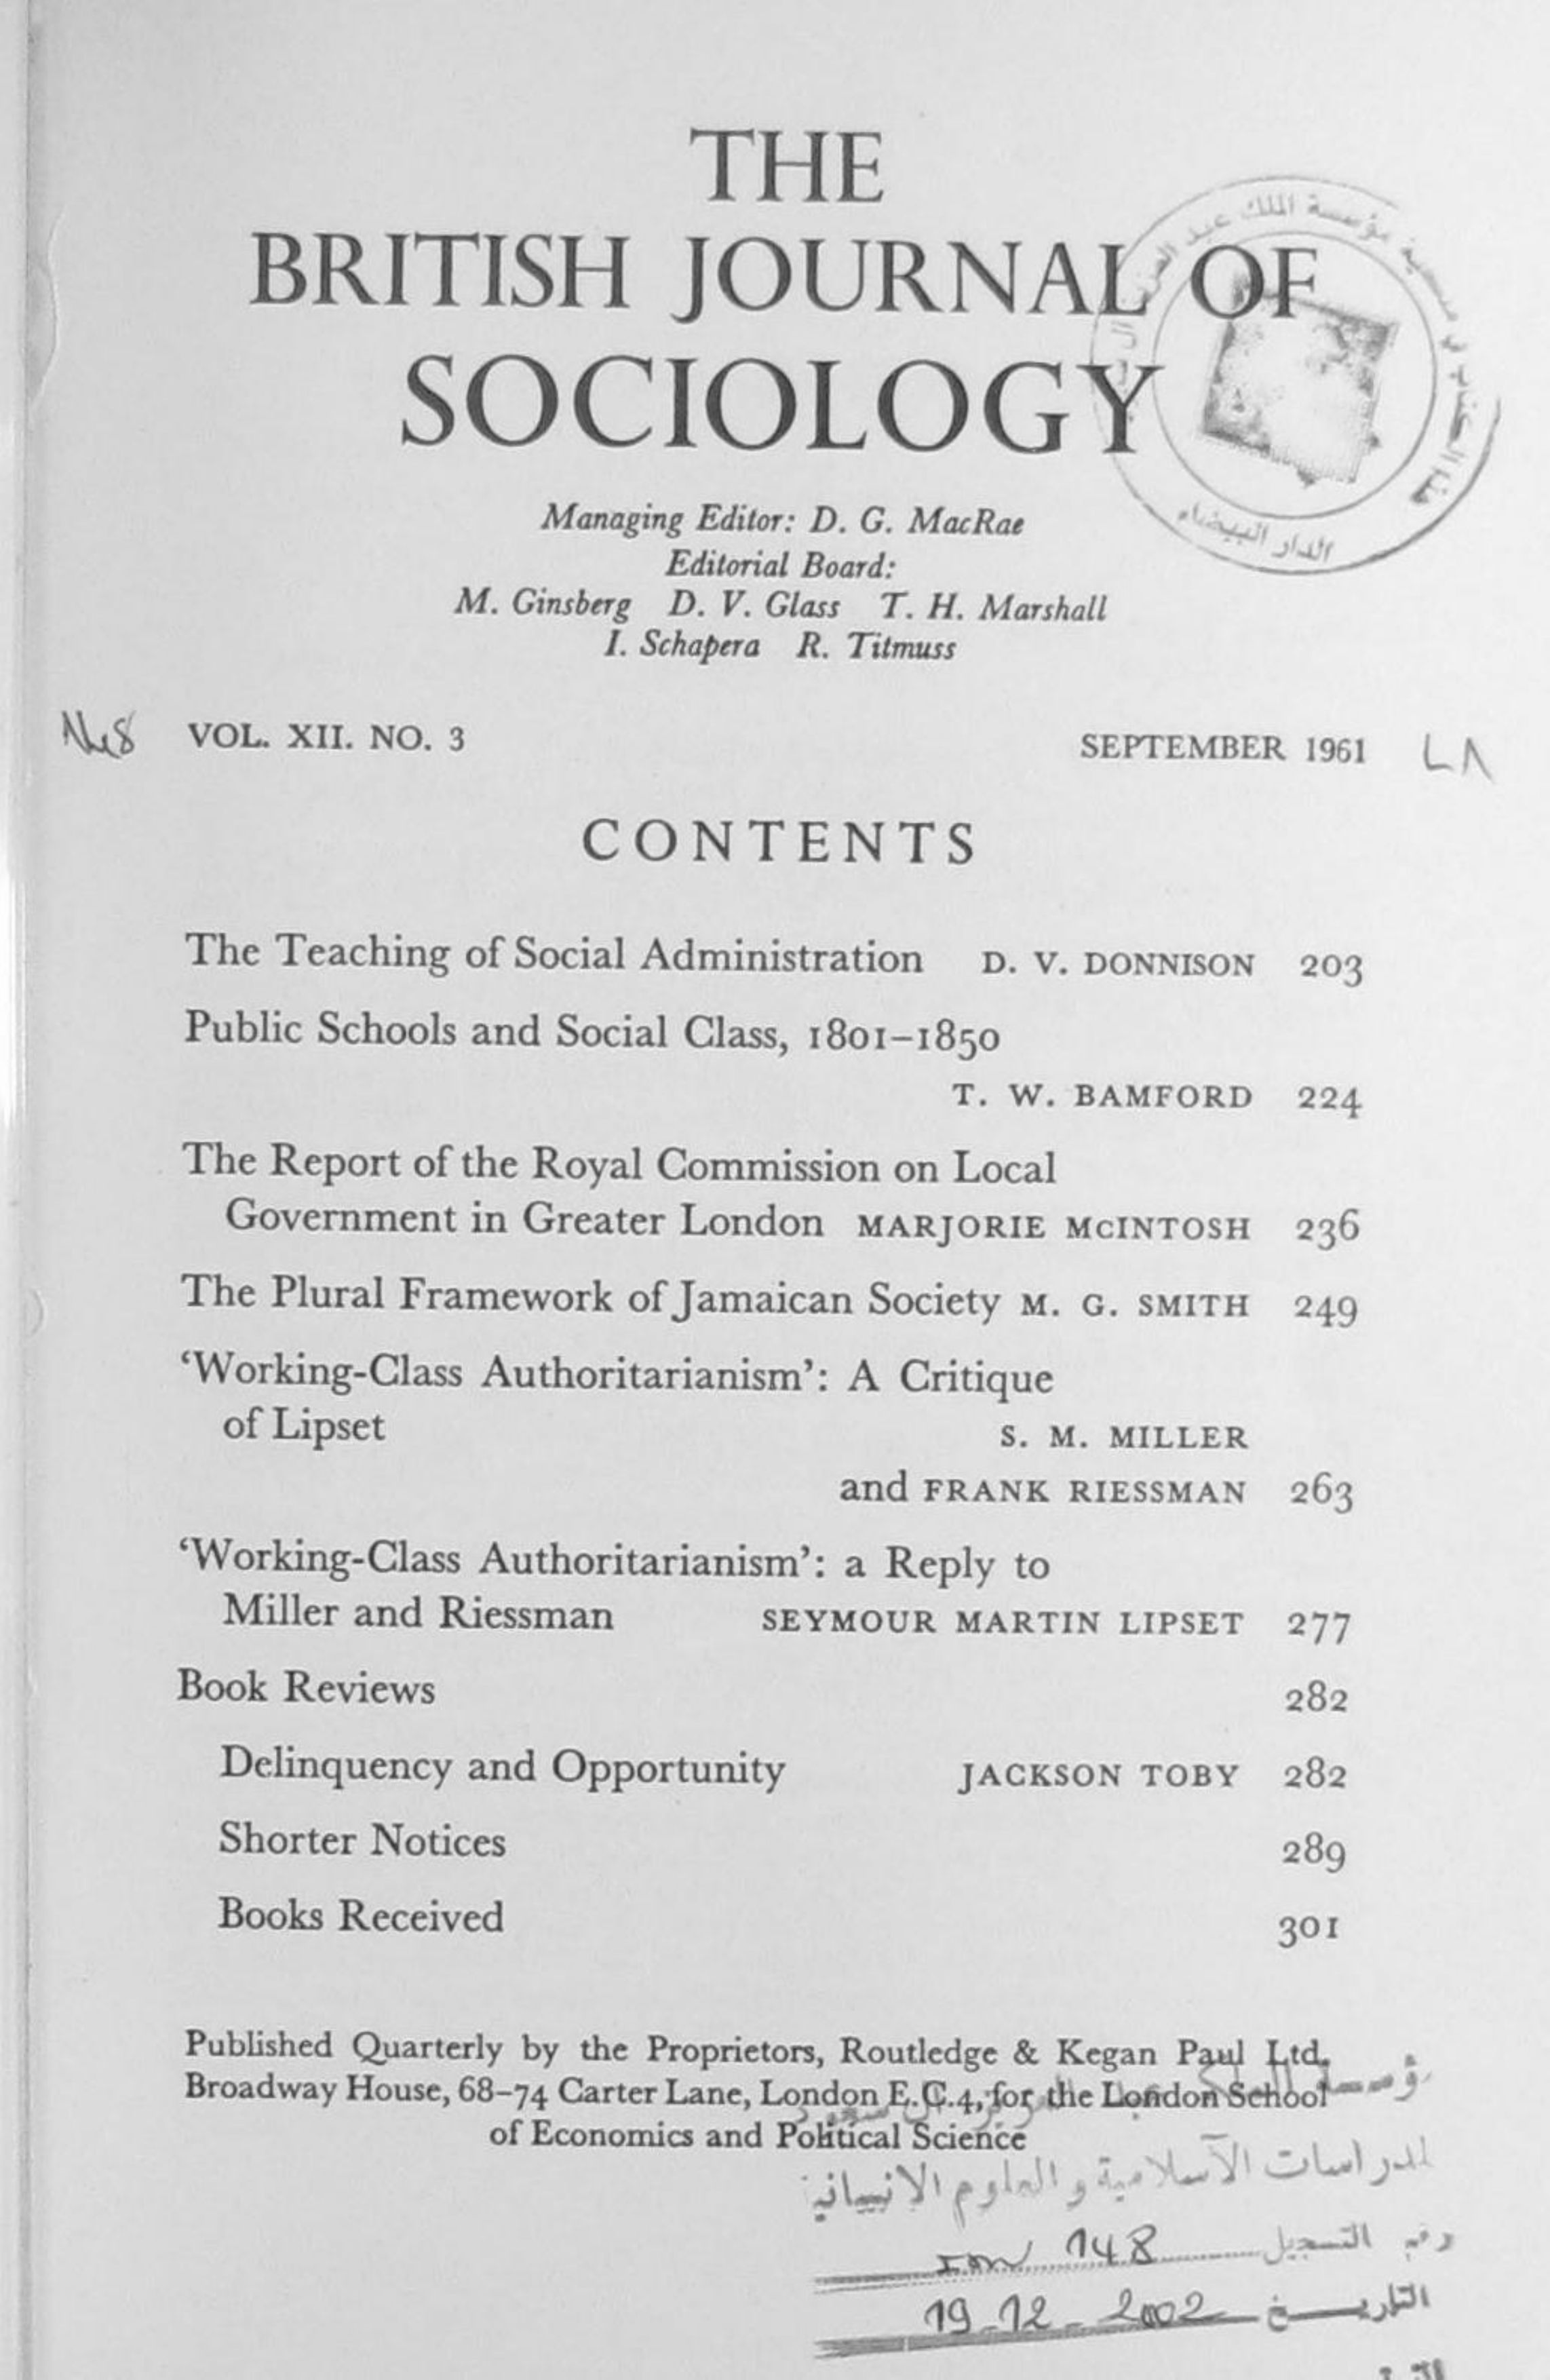 THE
BRITISH JOURNAL OF
SOCIOLOGY
الدار البيضاء
Managing Editor: D. G. MacRae
Editorial Board:
M. Ginsberg D. V. Glass T. H. Marshall
I. Schapera R. Titmuss
VOL. XII. NO. 3 SEPTEMBER 1961
CONTENTS
The Teaching of Social Administration D. V. DONNISON 203
Public Schools and Social Class, 1801–1850
T. W. BAMFORD 224
The Report of the Royal Commission on Local
Government in Greater London MARJORIE McINTOSH 236
The Plural Framework of Jamaican Society M. G. SMITH 249
‘Working-Class Authoritarianism’: A Critique
of Lipset S. M. MILLER
and FRANK RIESSMAN 263
‘Working-Class Authoritarianism’: a Reply to
Miller and Riessman SEYMOUR MARTIN LIPSET 277
Book Reviews 282
Delinquency and Opportunity JACKSON TOBY 282
Shorter Notices 289
Books Received 301
Published Quarterly by the Proprietors, Routledge & Kegan Paul Ltd,
Broadway House, 68–74 Carter Lane, London E.C.4, for the London School
of Economics and Political Science
للدراسات الآسلامية و العلوم الانسانية
رقم التسجيل 148
التاريخ 19-12-2002